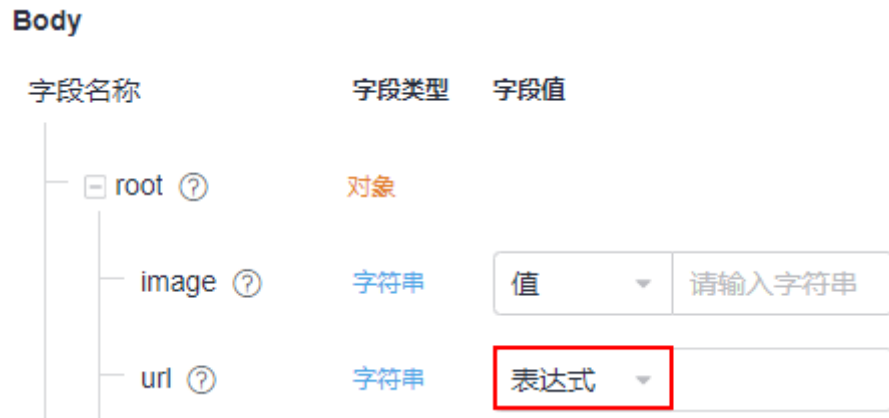 Body
字段名称 字段类型 字段值
root ? 对象
image ? 字符串 值 请输入字符串
url ? 字符串 表达式